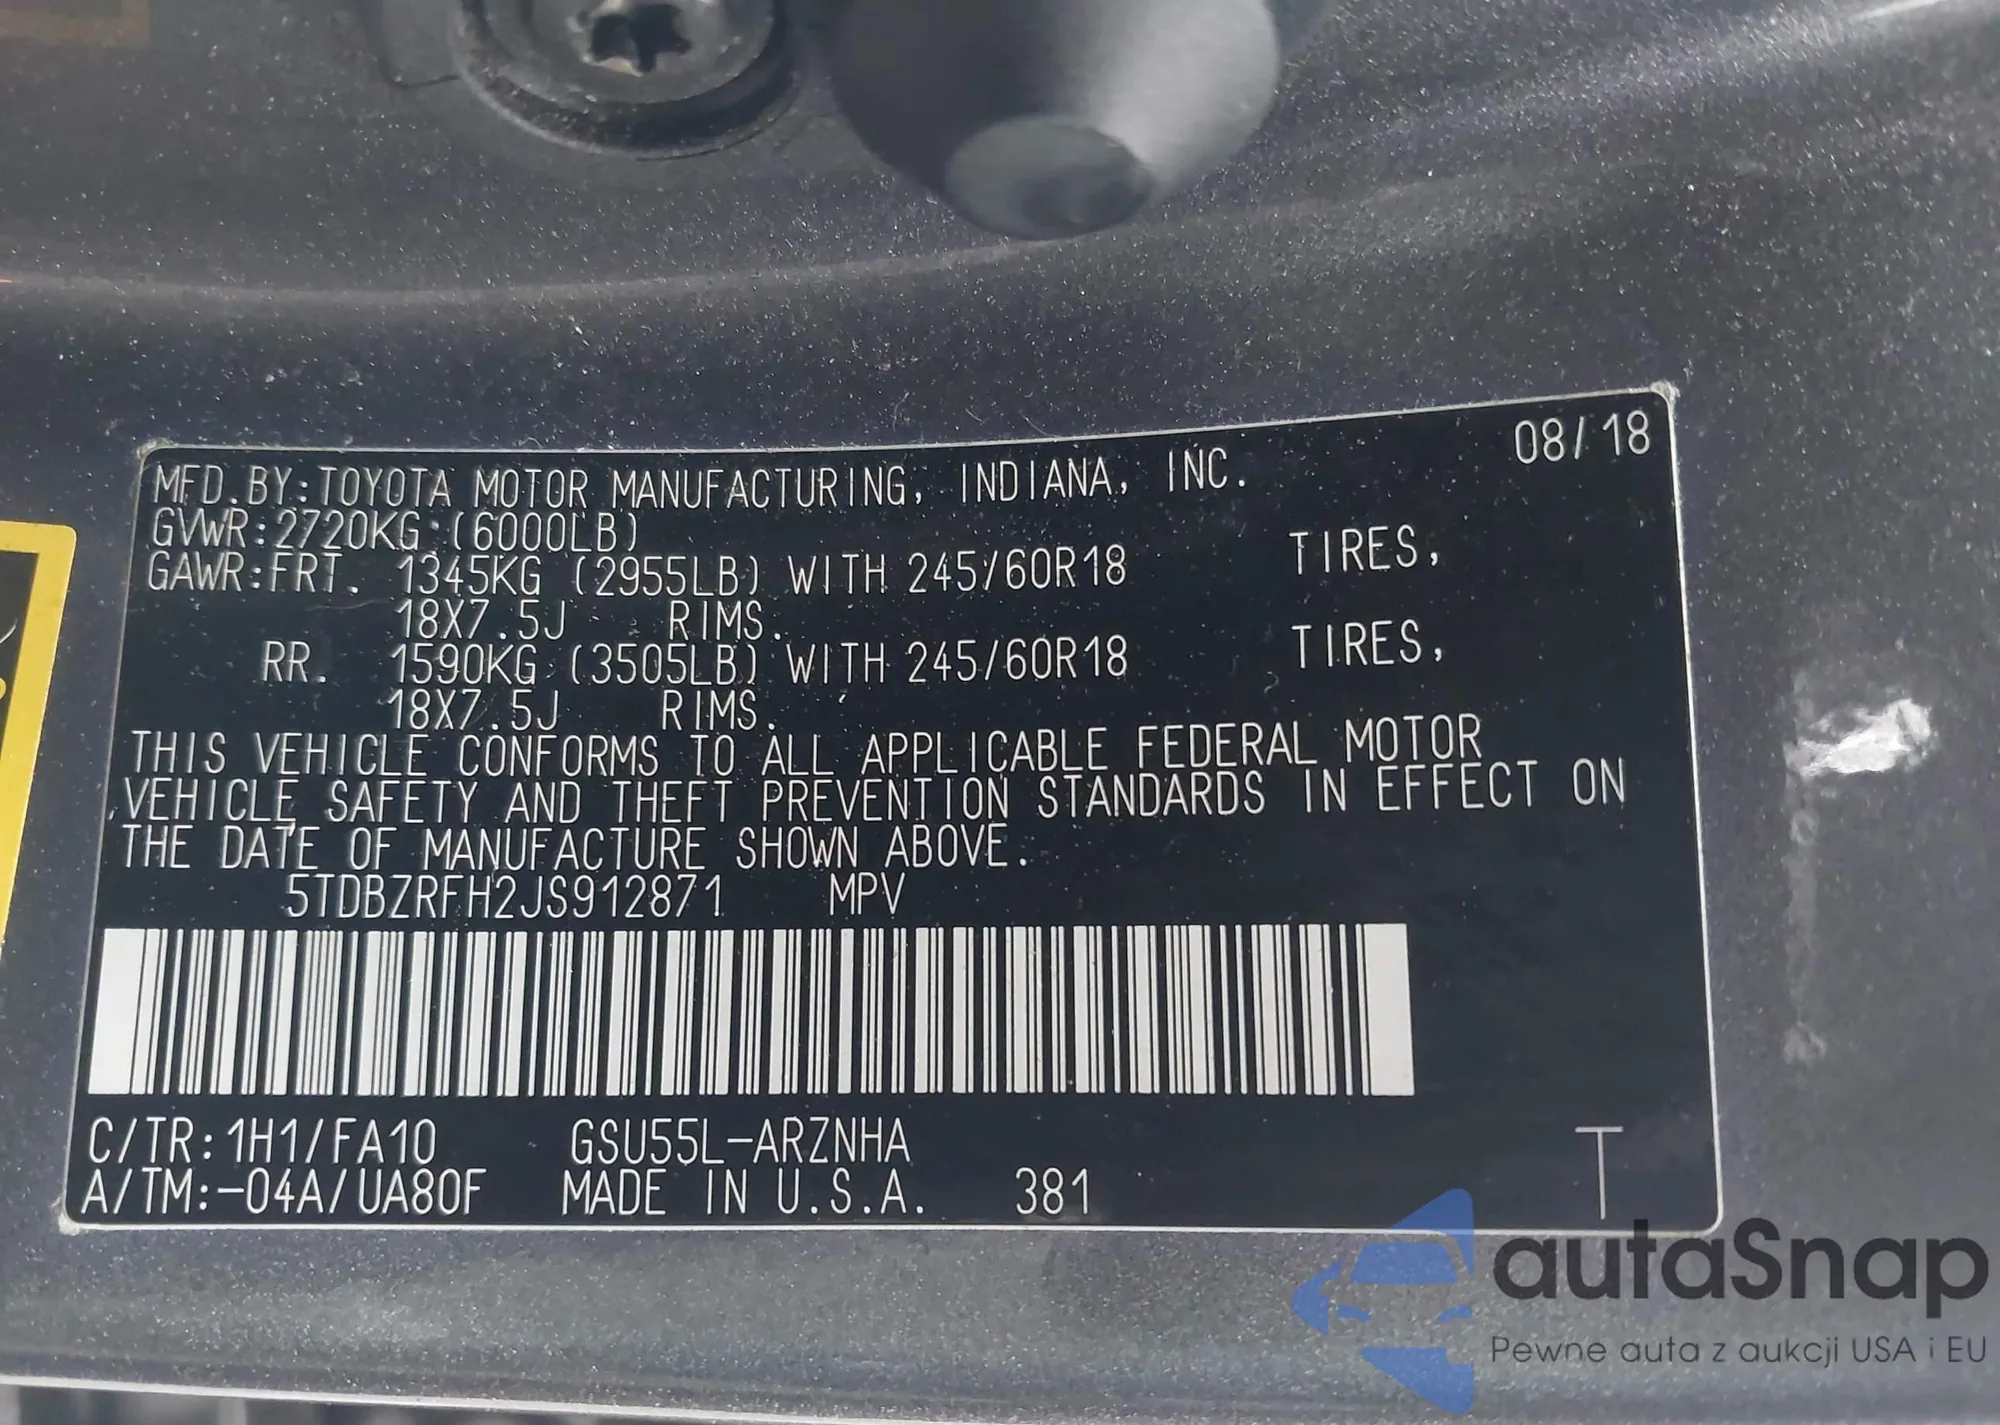 08/18
MFD.BY:TOYOTA MOTOR MANUFACTURING, INDIANA, INC.
GVWR:2720KG (6000LB)
GAWR:FRT. 1345KG (2955LB) WITH 245/60R18 TIRES,
18X7.5J RIMS.
RR. 1590KG (3505LB) WITH 245/60R18 TIRES,
18X7.5J RIMS.
THIS VEHICLE CONFORMS TO ALL APPLICABLE FEDERAL MOTOR
VEHICLE SAFETY AND THEFT PREVENTION STANDARDS IN EFFECT ON
THE DATE OF MANUFACTURE SHOWN ABOVE.
5TDBZRFH2JS912871 MPV
C/TR:1H1/FA10 GSU55L-ARZNHA
A/TM:-04A/UA80F MADE IN U.S.A. 381
T
autaSnap
Pewne auta z aukcji USA i EU